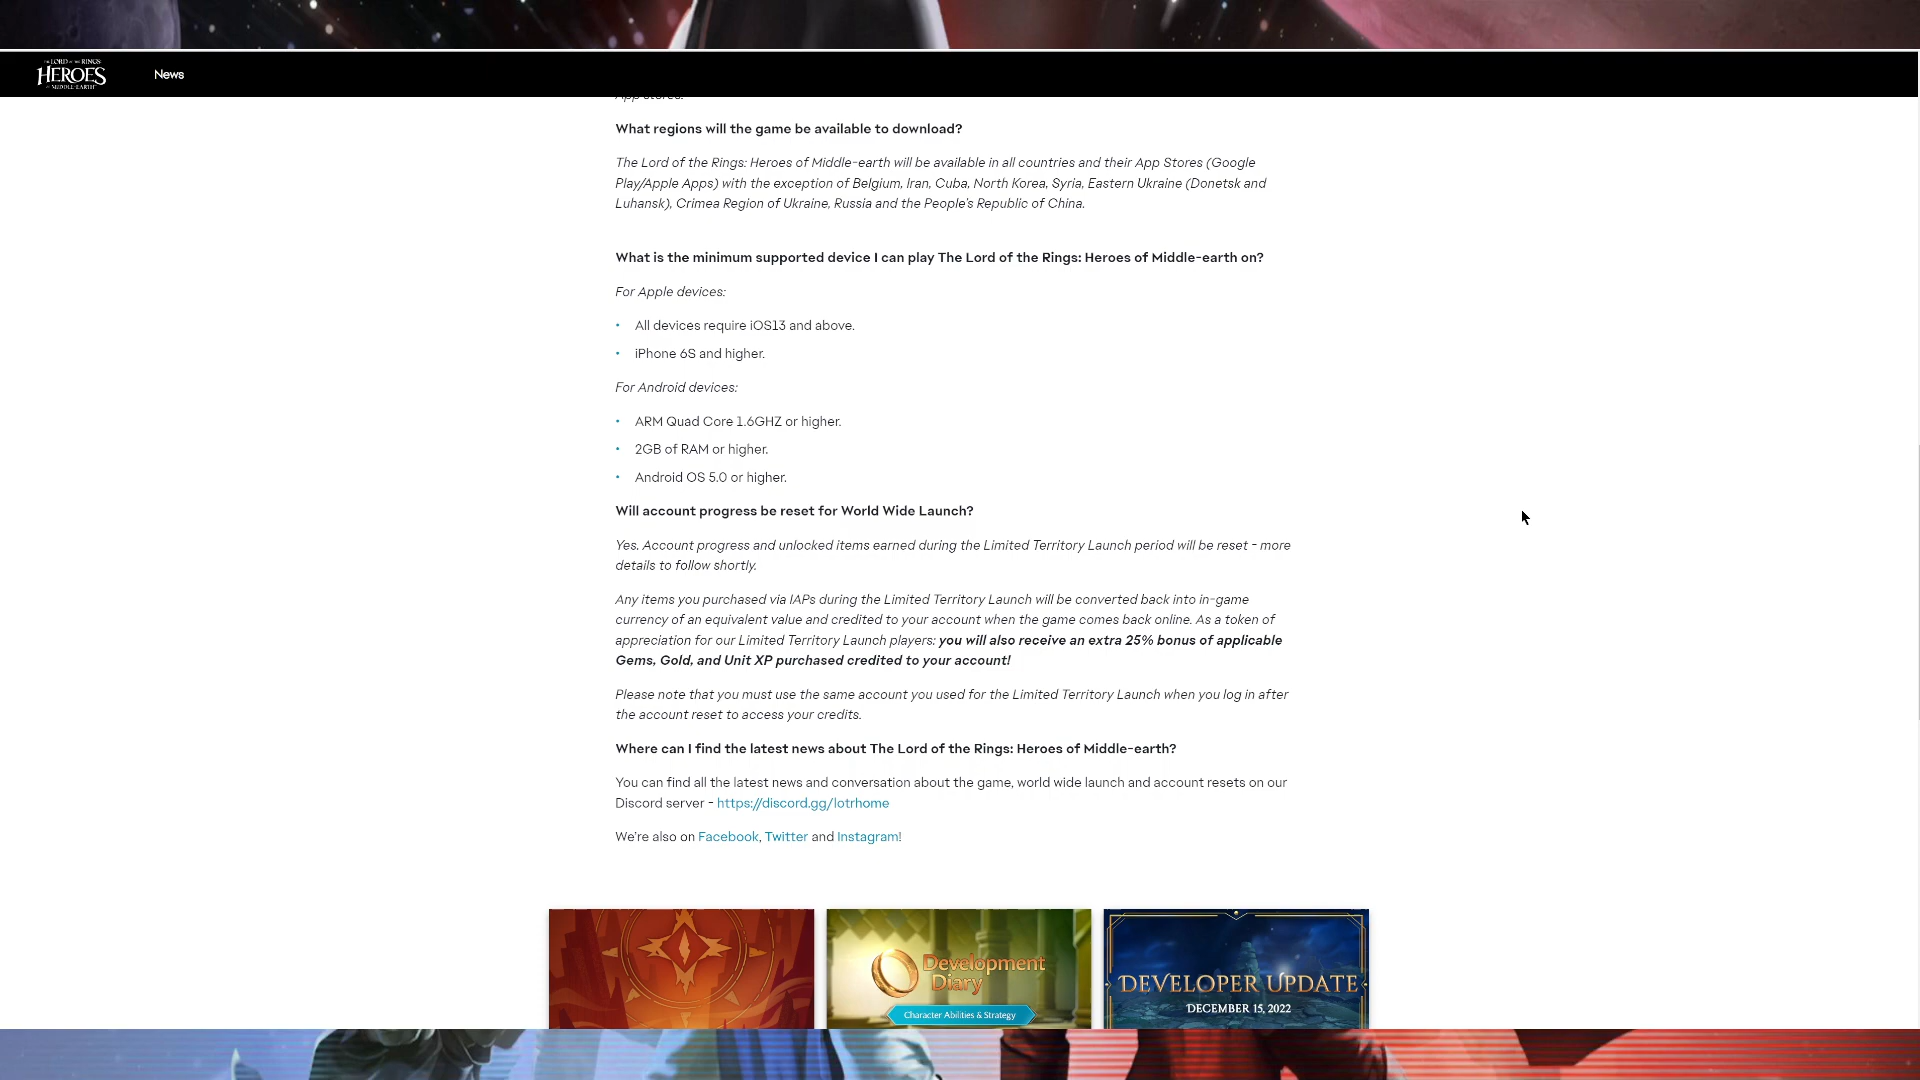 THE LORD OF THE RINGS
HEROES
OF MIDDLE-EARTH
News
App stores.
What regions will the game be available to download?
The Lord of the Rings: Heroes of Middle-earth will be available in all countries and their App Stores (Google
Play/Apple Apps) with the exception of Belgium, Iran, Cuba, North Korea, Syria, Eastern Ukraine (Donetsk and
Luhansk), Crimea Region of Ukraine, Russia and the People's Republic of China.
What is the minimum supported device I can play The Lord of the Rings: Heroes of Middle-earth on?
For Apple devices:
• All devices require iOS13 and above.
• iPhone 6S and higher.
For Android devices:
• ARM Quad Core 1.6GHZ or higher.
• 2GB of RAM or higher.
• Android OS 5.0 or higher.
Will account progress be reset for World Wide Launch?
Yes. Account progress and unlocked items earned during the Limited Territory Launch period will be reset - more
details to follow shortly.
Any items you purchased via IAPs during the Limited Territory Launch will be converted back into in-game
currency of an equivalent value and credited to your account when the game comes back online. As a token of
appreciation for our Limited Territory Launch players: you will also receive an extra 25% bonus of applicable
Gems, Gold, and Unit XP purchased credited to your account!
Please note that you must use the same account you used for the Limited Territory Launch when you log in after
the account reset to access your credits.
Where can I find the latest news about The Lord of the Rings: Heroes of Middle-earth?
You can find all the latest news and conversation about the game, world wide launch and account resets on our
Discord server - https://discord.gg/lotrhome
We're also on Facebook, Twitter and Instagram!
Development
Diary
Character Abilities & Strategy
DEVELOPER UPDATE
DECEMBER 15, 2022